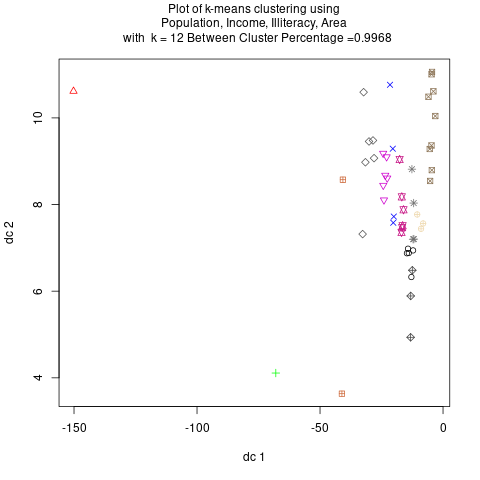 Plot of k-means clustering using
Population, Income, Illiteracy, Area
with k = 12 Between Cluster Percentage =0.9968
10
8
6
4
dc 2
-150
-100
-50
0
dc 1